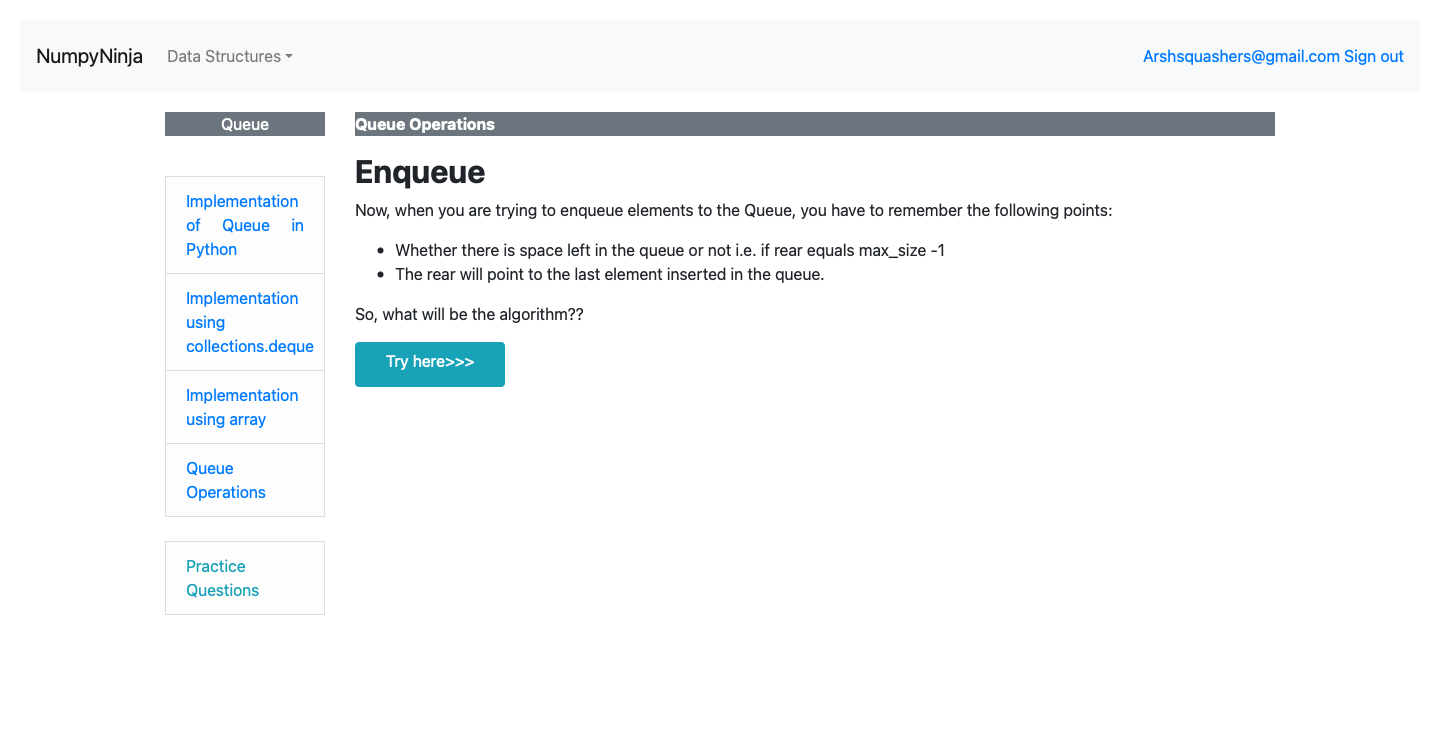 NumpyNinja
Data Structures
Arshsquashers@gmail.com Sign out
Queue
Implementation
of Queue in
Python
Implementation
using
collections.deque
Implementation
using array
Queue
Operations
Practice
Questions
Queue Operations
Enqueue
Now, when you are trying to enqueue elements to the Queue, you have to remember the following points:
• Whether there is space left in the queue or not i.e. if rear equals max_size -1
• The rear will point to the last element inserted in the queue.
So, what will be the algorithm??
Try here>>>